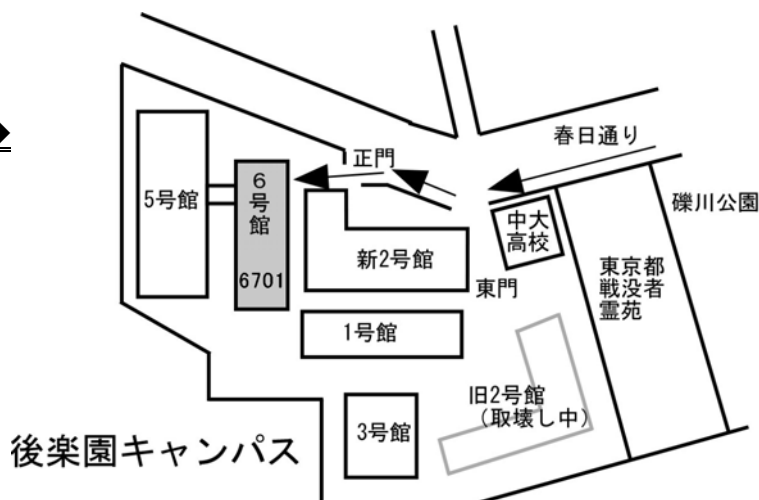 春日通り
正門
礫川公園
5号館
6
号
館
6701
中大
高校
新2号館
東京都
戦没者
霊苑
東門
1号館
旧2号館
(取壊し中)
3号館
後楽園キャンパス